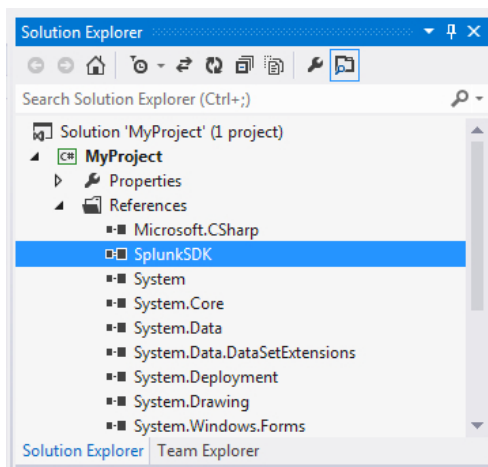 Solution Explorer
Search Solution Explorer (Ctrl+;)
Solution 'MyProject' (1 project)
C# MyProject
Properties
References
Microsoft.CSharp
SplunkSDK
System
System.Core
System.Data
System.Data.DataSetExtensions
System.Deployment
System.Drawing
System.Windows.Forms
Solution Explorer Team Explorer